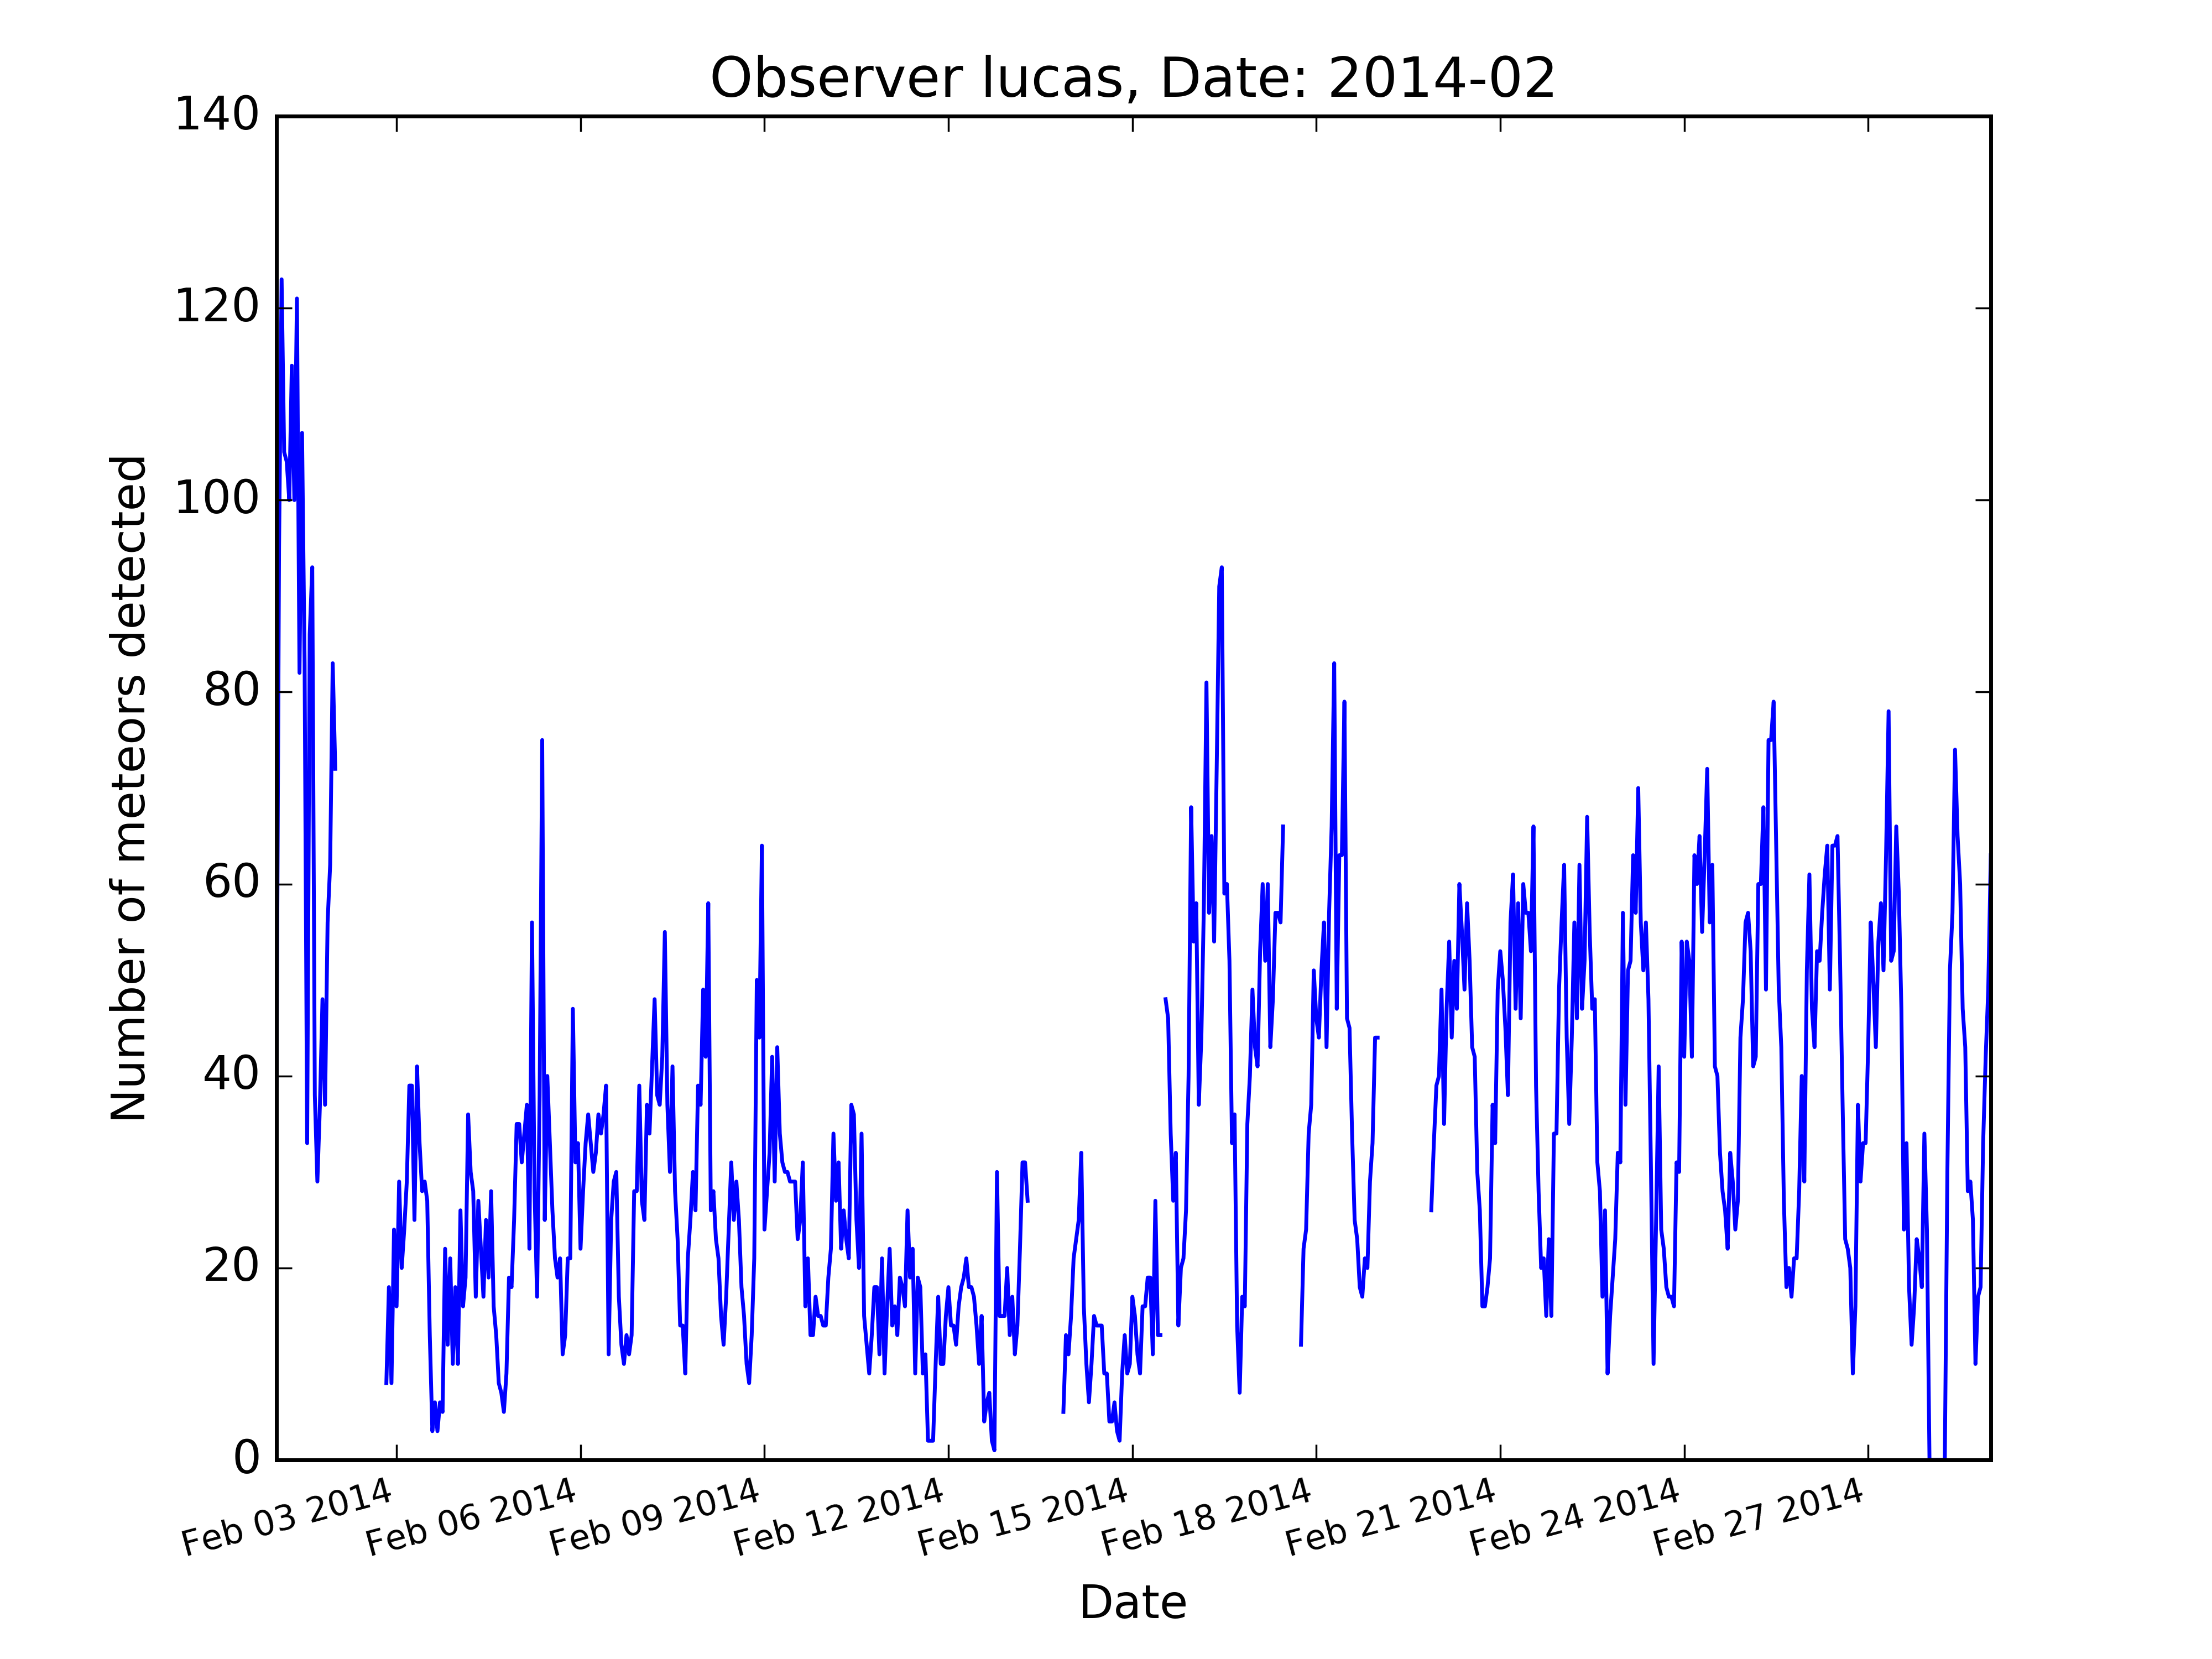 Observer lucas, Date: 2014-02
Number of meteors detected
140
120
100
80
60
40
20
0
Feb 03 2014
Feb 06 2014
Feb 09 2014
Feb 12 2014
Feb 15 2014
Feb 18 2014
Feb 21 2014
Feb 24 2014
Feb 27 2014
Date